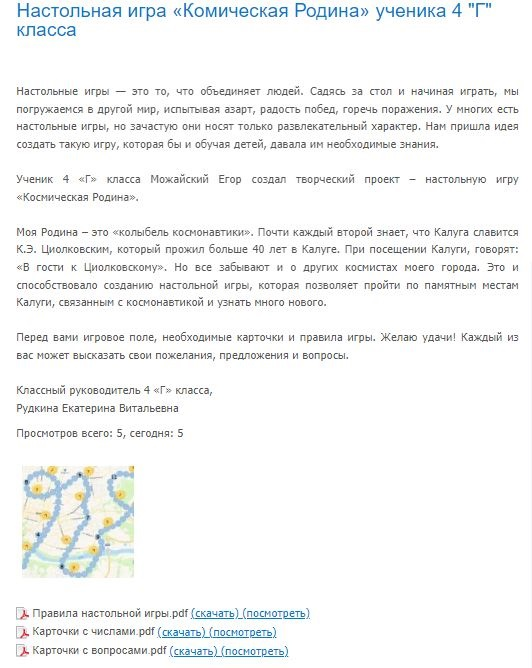 Настольная игра «Комическая Родина» ученика 4 "Г"
класса
Настольные игры — это то, что объединяет людей. Садясь за стол и начиная играть, мы
погружаемся в другой мир, испытывая азарт, радость побед, горечь поражения. У многих есть
настольные игры, но зачастую они носят только развлекательный характер. Нам пришла идея
создать такую игру, которая бы и обучая детей, давала им необходимые знания.
Ученик 4 «Г» класса Можайский Егор создал творческий проект – настольную игру
«Космическая Родина».
Моя Родина – это «колыбель космонавтики». Почти каждый второй знает, что Калуга славится
К.Э. Циолковским, который прожил больше 40 лет в Калуге. При посещении Калуги, говорят:
«В гости к Циолковскому». Но все забывают и о других космистах моего города. Это и
способствовало созданию настольной игры, которая позволяет пройти по памятным местам
Калуги, связанным с космонавтикой и узнать много нового.
Перед вами игровое поле, необходимые карточки и правила игры. Желаю удачи! Каждый из
вас может высказать свои пожелания, предложения и вопросы.
Классный руководитель 4 «Г» класса,
Рудкина Екатерина Витальевна
Просмотров всего: 5, сегодня: 5
Правила настольной игры.pdf (скачать) (посмотреть)
Карточки с числами.pdf (скачать) (посмотреть)
Карточки с вопросами.pdf (скачать) (посмотреть)